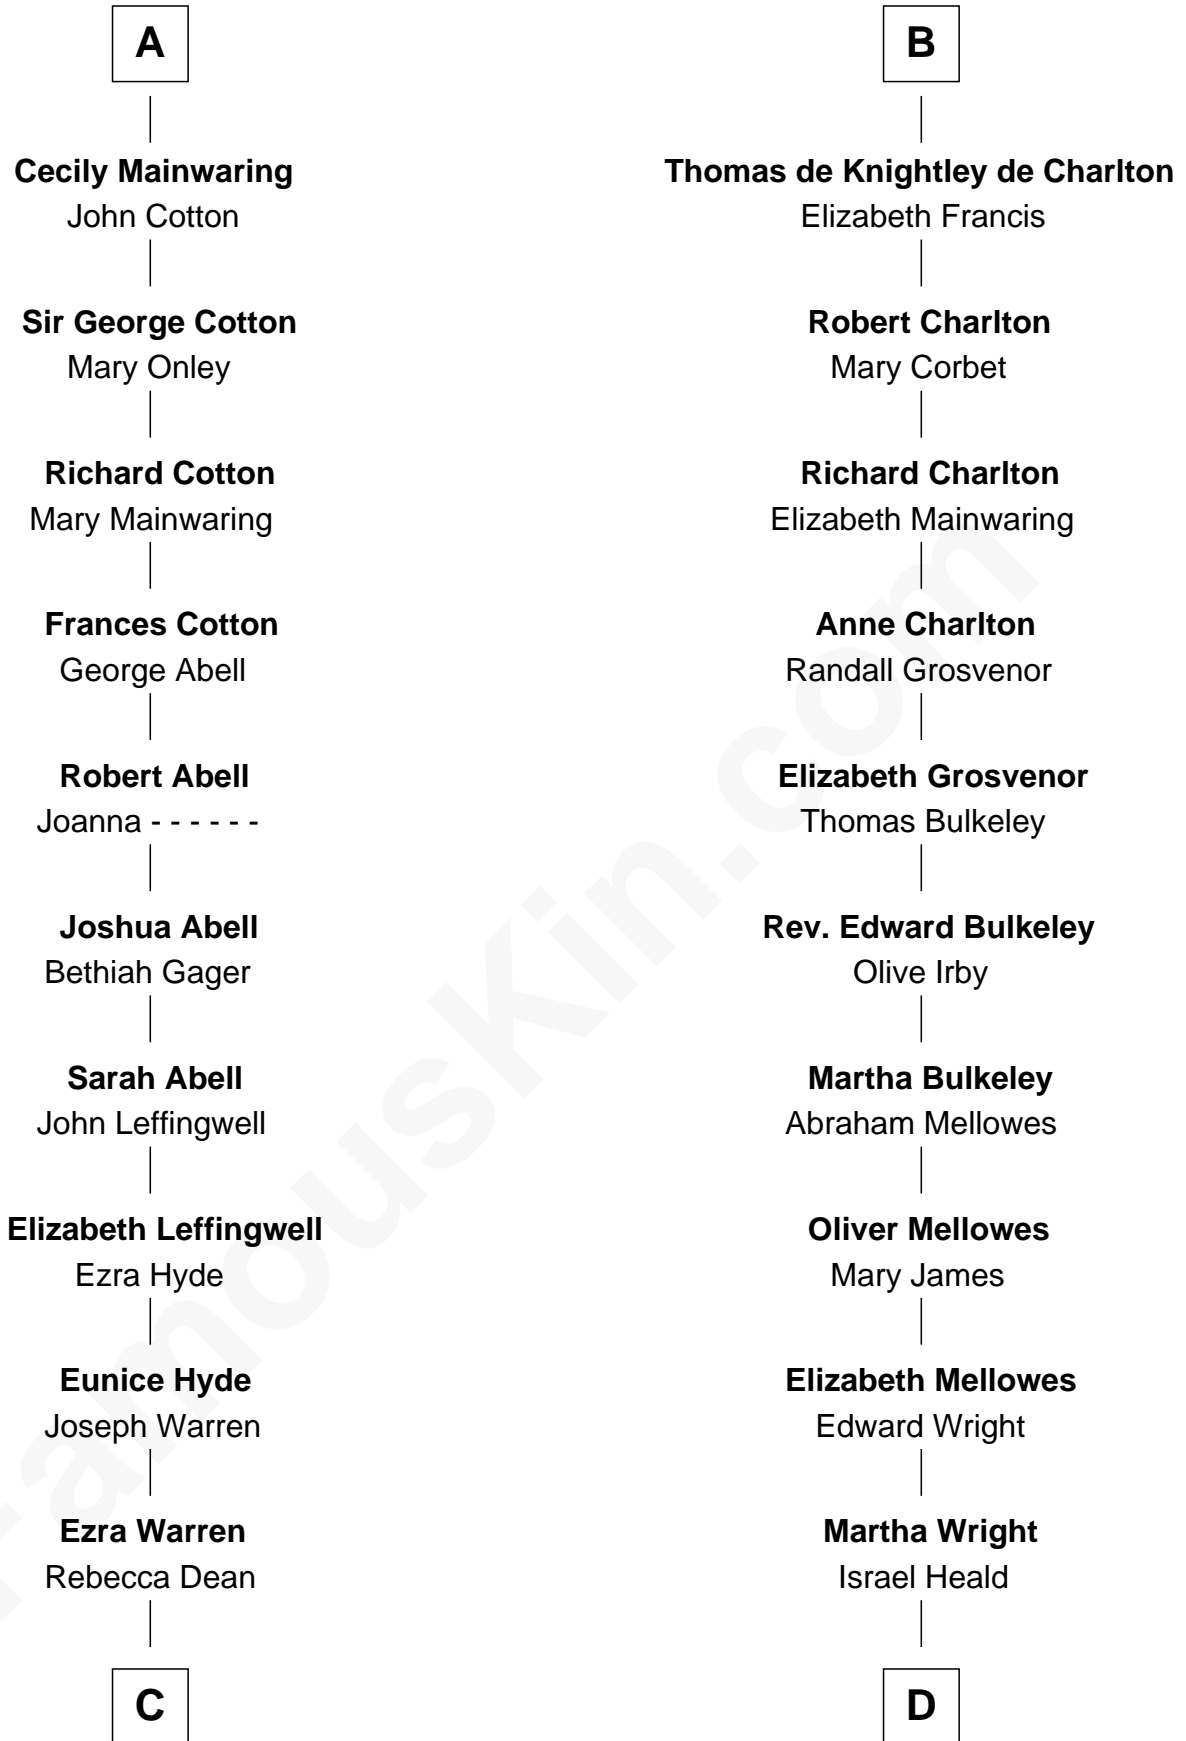 A
Cecily Mainwaring
John Cotton
Sir George Cotton
Mary Onley
Richard Cotton
Mary Mainwaring
Frances Cotton
George Abell
Robert Abell
Joanna - - - - - -
Joshua Abell
Bethiah Gager
Sarah Abell
John Leffingwell
Elizabeth Leffingwell
Ezra Hyde
Eunice Hyde
Joseph Warren
Ezra Warren
Rebecca Dean
C
B
Thomas de Knightley de Charlton
Elizabeth Francis
Robert Charlton
Mary Corbet
Richard Charlton
Elizabeth Mainwaring
Anne Charlton
Randall Grosvenor
Elizabeth Grosvenor
Thomas Bulkeley
Rev. Edward Bulkeley
Olive Irby
Martha Bulkeley
Abraham Mellowes
Oliver Mellowes
Mary James
Elizabeth Mellowes
Edward Wright
Martha Wright
Israel Heald
D
FamousKin.com